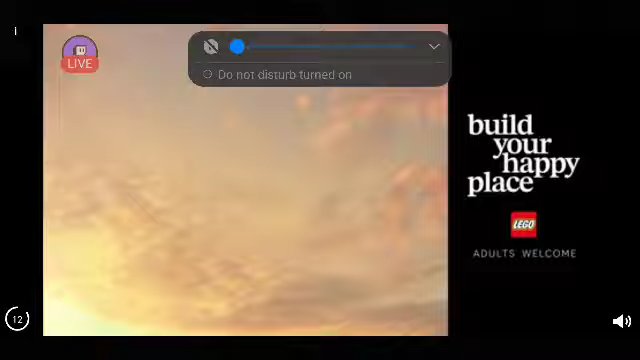 LIVE
Do not disturb turned on
build
your
happy
place
LEGO
ADULTS WELCOME
12